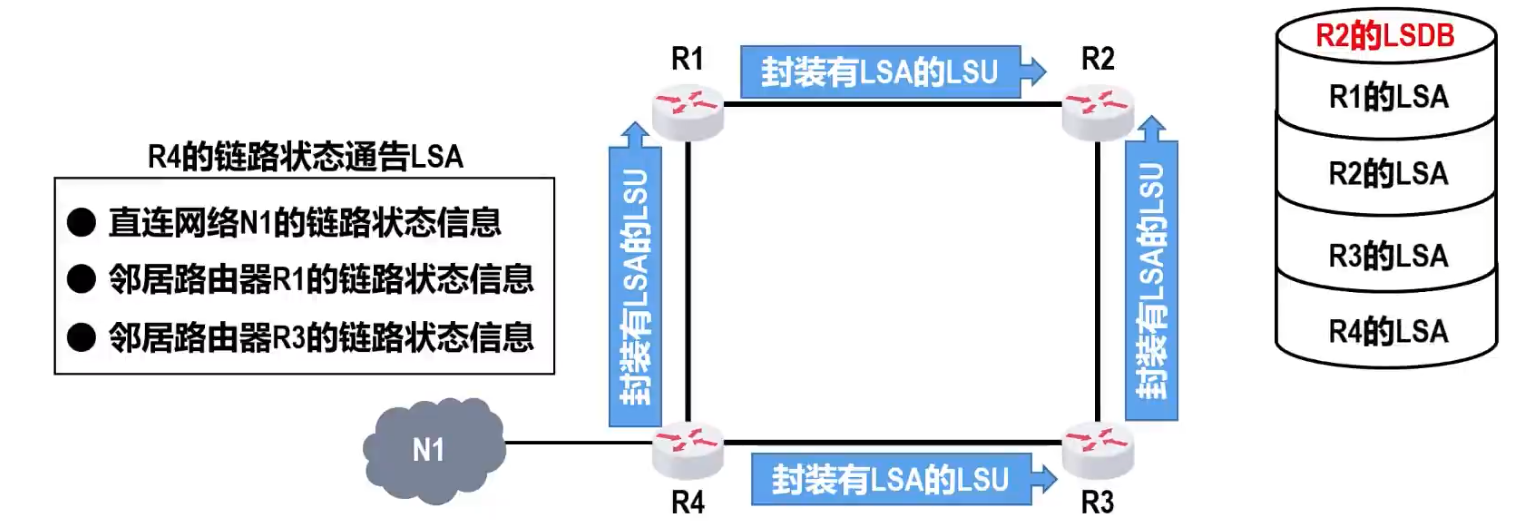 R2的LSDB
R1的LSA
R2的LSA
R3的LSA
R4的LSA
R1
封装有LSA的LSU
R2
R4的链路状态通告LSA
● 直连网络N1的链路状态信息
● 邻居路由器R1的链路状态信息
● 邻居路由器R3的链路状态信息
封装有LSA的LSU
封装有LSA的LSU
N1
R4
封装有LSA的LSU
R3